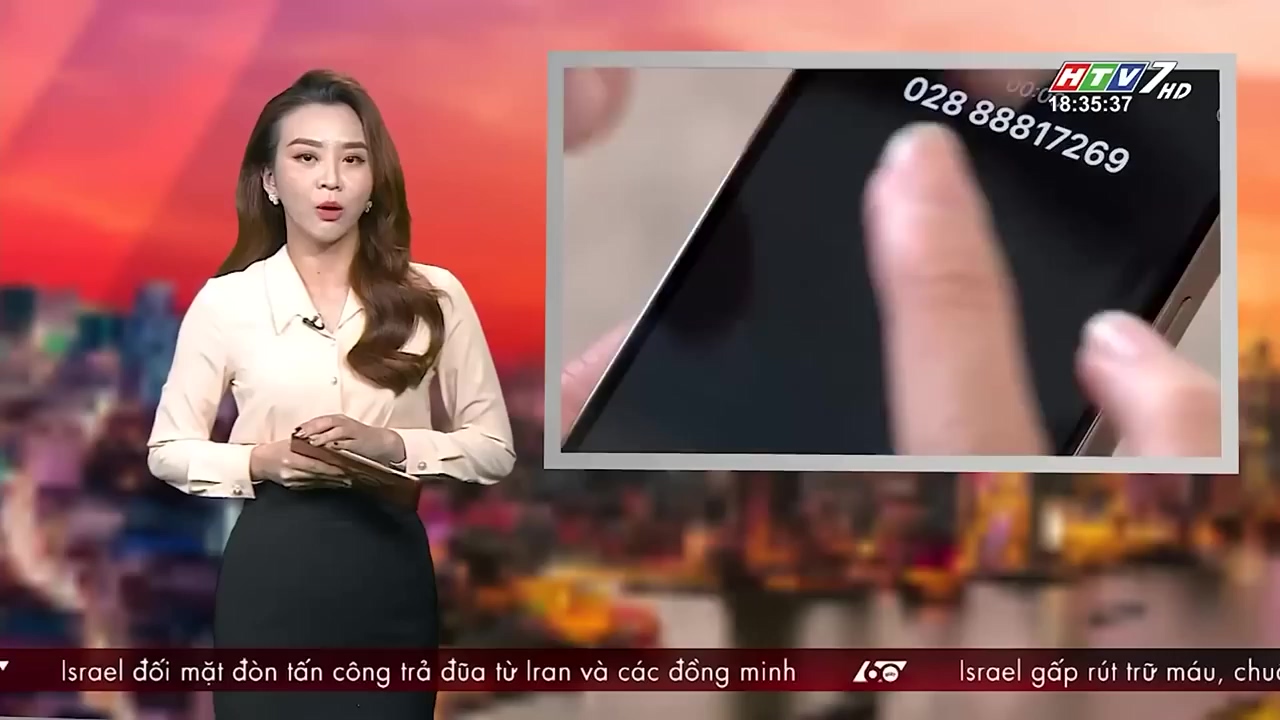 HTV7 HD
18:35:37
028 88817269
Israel đối mặt đòn tấn công trả đũa từ Iran và các đồng minh 60 Israel gấp rút trữ máu,